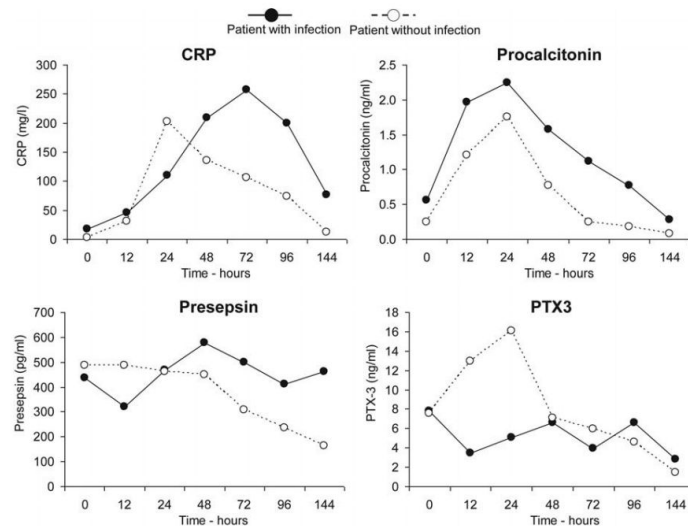 Patient with infection Patient without infection
CRP
CRP (mg/l)
300
250
200
150
100
50
0
0 12 24 48 72 96 144
Time - hours
Procalcitonin
Procalcitonin (ng/ml)
2.5
2.0
1.5
1.0
0.5
0.0
0 12 24 48 72 96 144
Time - hours
Presepsin
Presepsin (pg/ml)
700
600
500
400
300
200
100
0
0 12 24 48 72 96 144
Time - hours
PTX3
PTX-3 (ng/ml)
18
16
14
12
10
8
6
4
2
0
0 12 24 48 72 96 144
Time - hours